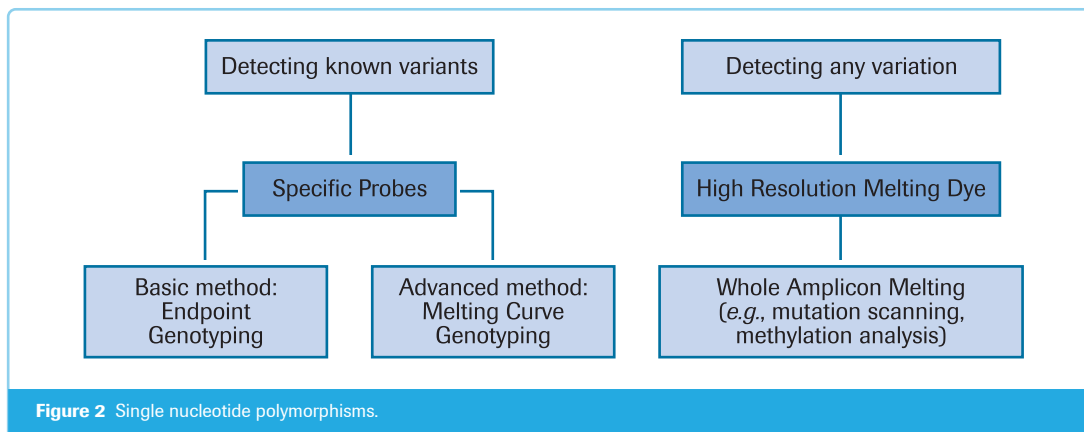 Detecting known variants
Detecting any variation
Specific Probes
High Resolution Melting Dye
Basic method:
Endpoint
Genotyping
Advanced method:
Melting Curve
Genotyping
Whole Amplicon Melting
(e.g., mutation scanning,
methylation analysis)
Figure 2 Single nucleotide polymorphisms.